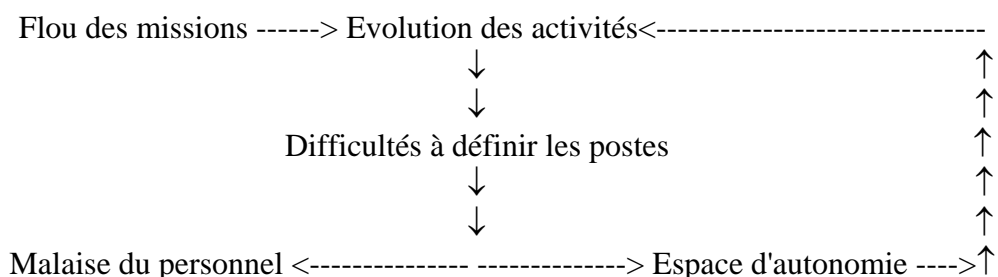 Flou des missions ------> Evolution des activités<-------------------------------
↓ ↑
↓ ↑
Difficultés à définir les postes ↑
↓ ↑
↓ ↑
Malaise du personnel <--------------- --------------> Espace d'autonomie ---->↑